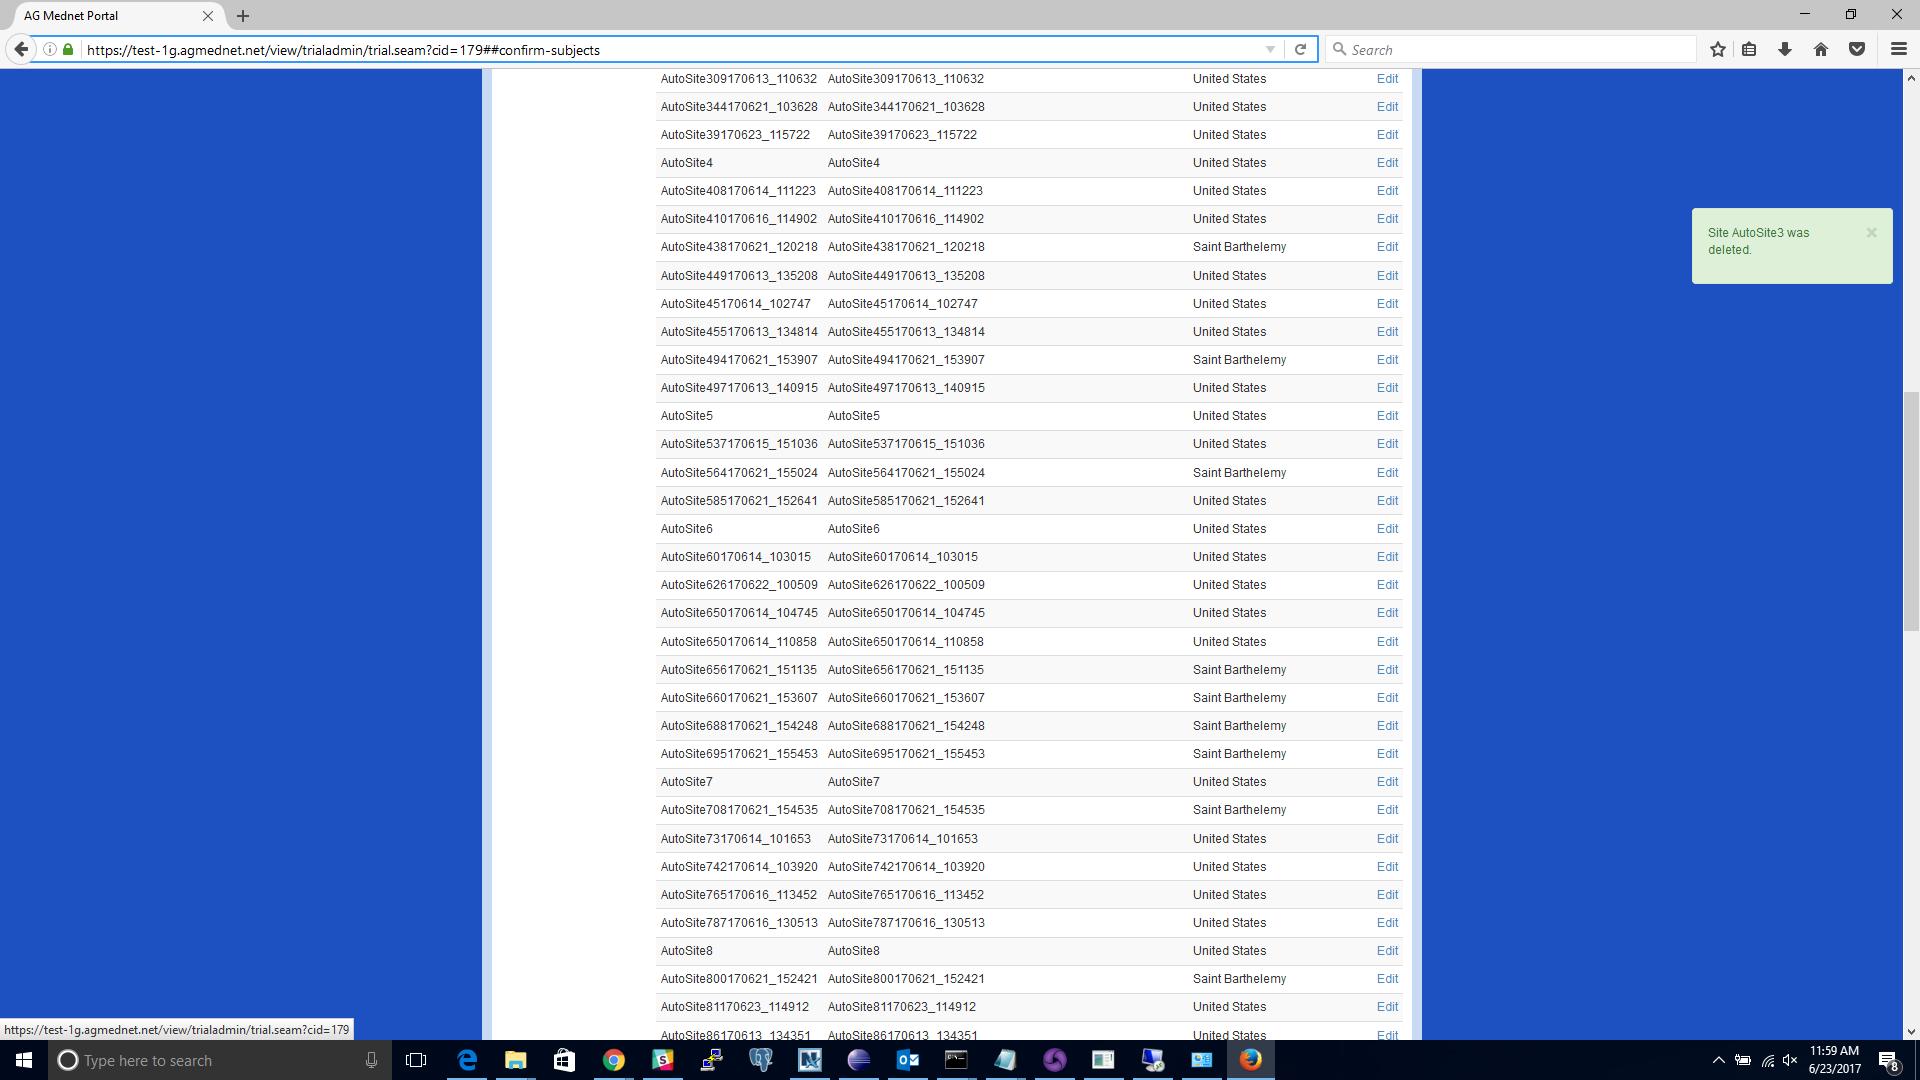 AG Mednet Portal
https://test-1g.agmednet.net/view/trialadmin/trial.seam?cid=179##confirm-subjects
Search
AutoSite309170613_110632 AutoSite309170613_110632 United States Edit
AutoSite344170621_103628 AutoSite344170621_103628 United States Edit
AutoSite39170623_115722 AutoSite39170623_115722 United States Edit
AutoSite4 AutoSite4 United States Edit
AutoSite408170614_111223 AutoSite408170614_111223 United States Edit
AutoSite410170616_114902 AutoSite410170616_114902 United States Edit
AutoSite438170621_120218 AutoSite438170621_120218 Saint Barthelemy Edit
AutoSite449170613_135208 AutoSite449170613_135208 United States Edit
AutoSite45170614_102747 AutoSite45170614_102747 United States Edit
AutoSite455170613_134814 AutoSite455170613_134814 United States Edit
AutoSite494170621_153907 AutoSite494170621_153907 Saint Barthelemy Edit
AutoSite497170613_140915 AutoSite497170613_140915 United States Edit
AutoSite5 AutoSite5 United States Edit
AutoSite537170615_151036 AutoSite537170615_151036 United States Edit
AutoSite564170621_155024 AutoSite564170621_155024 Saint Barthelemy Edit
AutoSite585170621_152641 AutoSite585170621_152641 United States Edit
AutoSite6 AutoSite6 United States Edit
AutoSite60170614_103015 AutoSite60170614_103015 United States Edit
AutoSite626170622_100509 AutoSite626170622_100509 United States Edit
AutoSite650170614_104745 AutoSite650170614_104745 United States Edit
AutoSite650170614_110858 AutoSite650170614_110858 United States Edit
AutoSite656170621_151135 AutoSite656170621_151135 Saint Barthelemy Edit
AutoSite660170621_153607 AutoSite660170621_153607 Saint Barthelemy Edit
AutoSite688170621_154248 AutoSite688170621_154248 Saint Barthelemy Edit
AutoSite695170621_155453 AutoSite695170621_155453 Saint Barthelemy Edit
AutoSite7 AutoSite7 United States Edit
AutoSite708170621_154535 AutoSite708170621_154535 Saint Barthelemy Edit
AutoSite73170614_101653 AutoSite73170614_101653 United States Edit
AutoSite742170614_103920 AutoSite742170614_103920 United States Edit
AutoSite765170616_113452 AutoSite765170616_113452 United States Edit
AutoSite787170616_130513 AutoSite787170616_130513 United States Edit
AutoSite8 AutoSite8 United States Edit
AutoSite800170621_152421 AutoSite800170621_152421 Saint Barthelemy Edit
AutoSite81170623_114912 AutoSite81170623_114912 United States Edit
AutoSite86170613_134351 AutoSite86170613_134351 United States Edit
Site AutoSite3 was
deleted.
https://test-1g.agmednet.net/view/trialadmin/trial.seam?cid=179
Type here to search
11:59 AM
6/23/2017
8